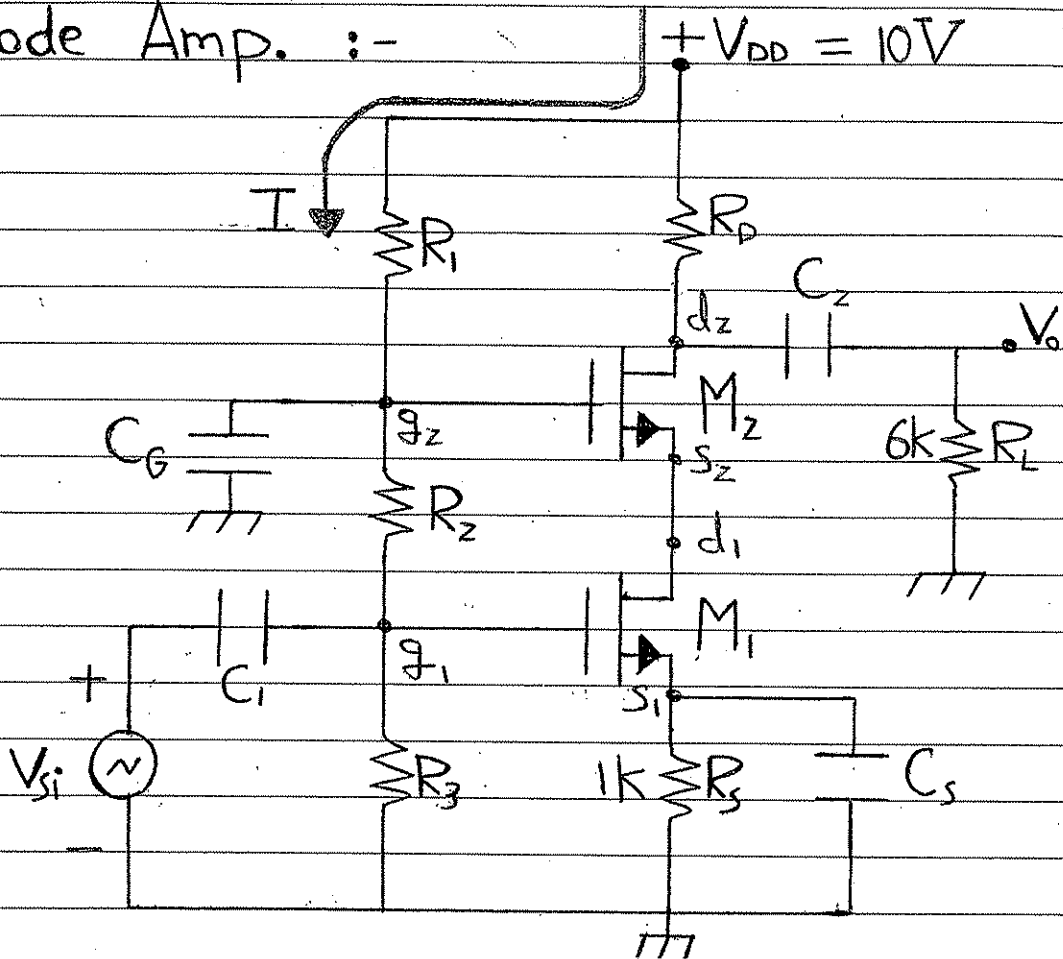 ode Amp. :-
+VDD = 10V
I
R1
RD
C2
d2
Vo
CG
g2
M2
6k RL
S2
R2
d1
C1
g1
M1
S1
+
Vsi
-
R3
1k RS
CS